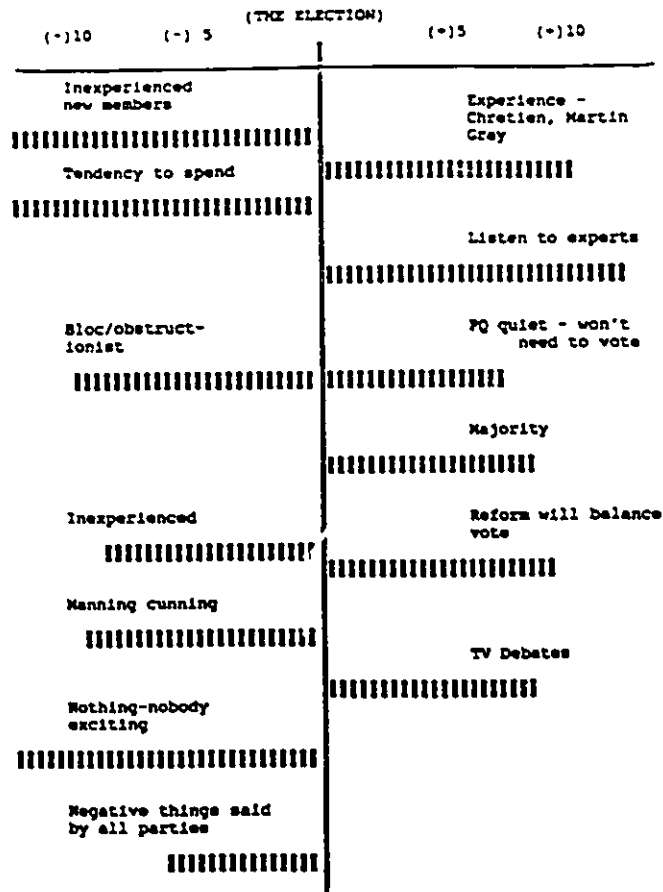 (THE ELECTION)
(-)10 (-) 5 (+)5 (+)10
Inexperienced
new members
Experience -
Chretien, Martin
Gray
Tendency to spend
Listen to experts
Bloc/obstruct-
ionist
PQ quiet - won't
need to vote
Majority
Inexperienced
Reform will balance
vote
Manning cunning
TV Debates
Nothing-nobody
exciting
Negative things said
by all parties